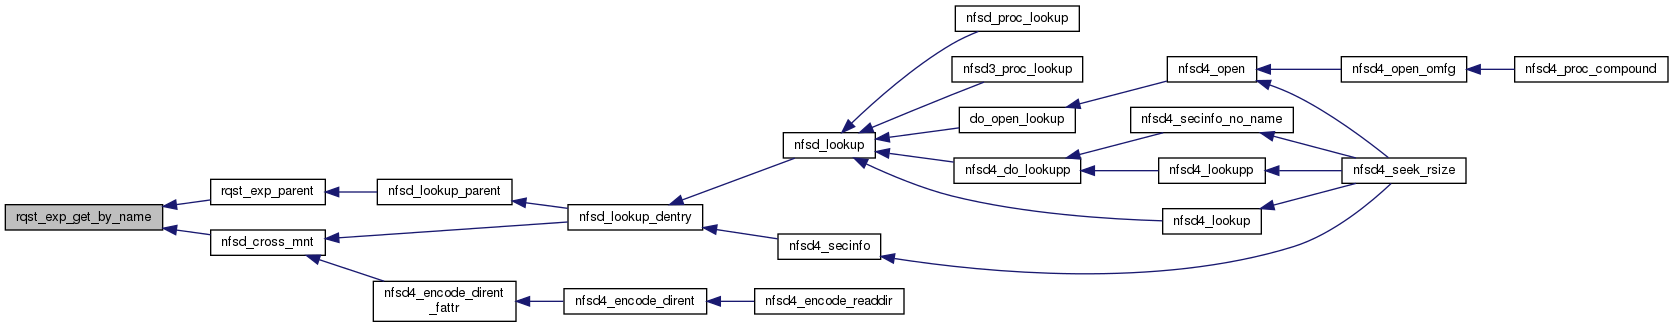 nfsd_proc_lookup
nfsd3_proc_lookup
nfsd4_open
nfsd4_open_omfg
nfsd4_proc_compound
do_open_lookup
nfsd4_secinfo_no_name
nfsd_lookup
nfsd4_do_lookupp
nfsd4_lookupp
nfsd4_seek_rsize
rqst_exp_parent
nfsd_lookup_parent
rqst_exp_get_by_name
nfsd_lookup_dentry
nfsd4_lookup
nfsd_cross_mnt
nfsd4_secinfo
nfsd4_encode_dirent
_fattr
nfsd4_encode_dirent
nfsd4_encode_readdir